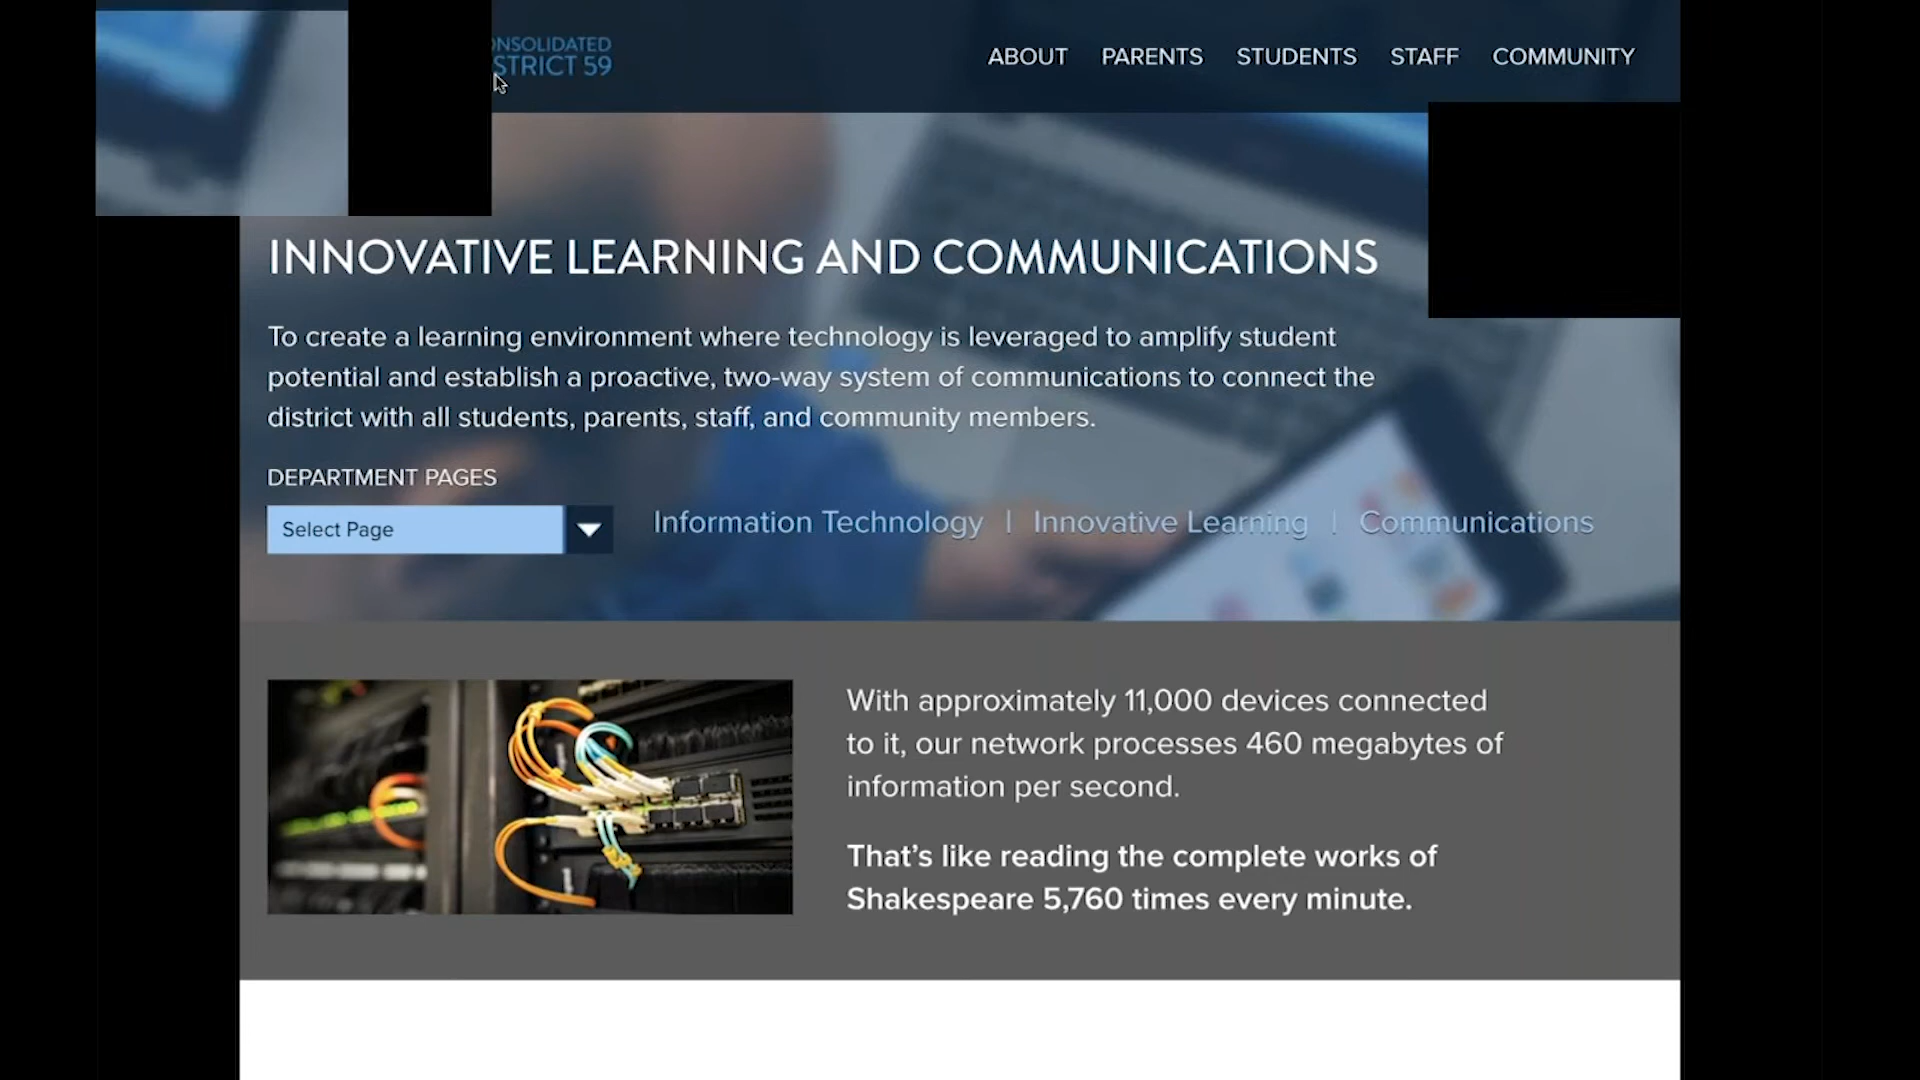 ONSOLIDATED
STRICT 59
ABOUT PARENTS STUDENTS STAFF COMMUNITY
INNOVATIVE LEARNING AND COMMUNICATIONS
To create a learning environment where technology is leveraged to amplify student
potential and establish a proactive, two-way system of communications to connect the
district with all students, parents, staff, and community members.
DEPARTMENT PAGES
Select Page
Information Technology | Innovative Learning | Communications
With approximately 11,000 devices connected
to it, our network processes 460 megabytes of
information per second.
That's like reading the complete works of
Shakespeare 5,760 times every minute.